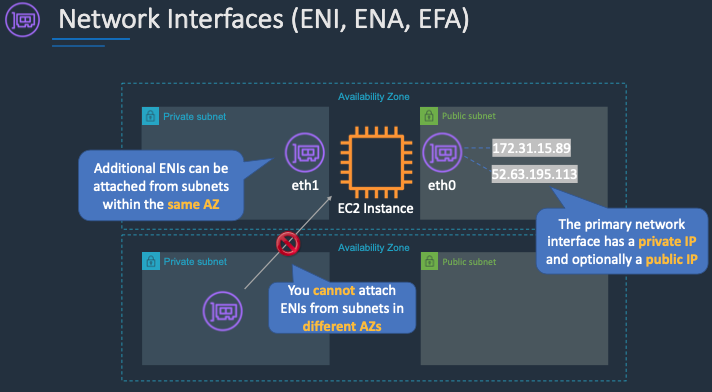 Network Interfaces (ENI, ENA, EFA)
Availability Zone
Private subnet
Public subnet
172.31.15.89
52.63.195.113
eth1
eth0
EC2 Instance
Additional ENIs can be
attached from subnets
within the same AZ
The primary network
interface has a private IP
and optionally a public IP
Availability Zone
Private subnet
Public subnet
You cannot attach
ENIs from subnets in
different AZs